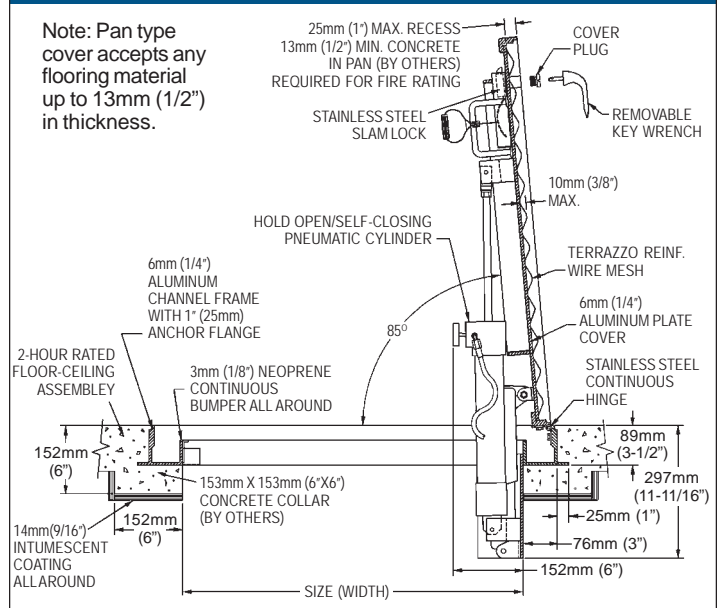 Note: Pan type
cover accepts any
flooring material
up to 13mm (1/2")
in thickness.
25mm (1") MAX. RECESS
13mm (1/2") MIN. CONCRETE
IN PAN (BY OTHERS)
REQUIRED FOR FIRE RATING
COVER
PLUG
STAINLESS STEEL
SLAM LOCK
REMOVABLE
KEY WRENCH
10mm (3/8")
MAX.
HOLD OPEN/SELF-CLOSING
PNEUMATIC CYLINDER
TERRAZZO REINF.
WIRE MESH
6mm (1/4")
ALUMINUM
CHANNEL FRAME
WITH 1" (25mm)
ANCHOR FLANGE
6mm (1/4")
ALUMINUM PLATE
COVER
85°
2-HOUR RATED
FLOOR-CEILING
ASSEMBLEY
3mm (1/8") NEOPRENE
CONTINUOUS
BUMPER ALL AROUND
STAINLESS STEEL
CONTINUOUS
HINGE
152mm
(6")
89mm
(3-1/2")
297mm
(11-11/16")
153mm X 153mm (6"X6")
CONCRETE COLLAR
(BY OTHERS)
25mm (1")
14mm(9/16")
INTUMESCENT
COATING
ALL AROUND
152mm
(6")
76mm (3")
152mm (6")
SIZE (WIDTH)